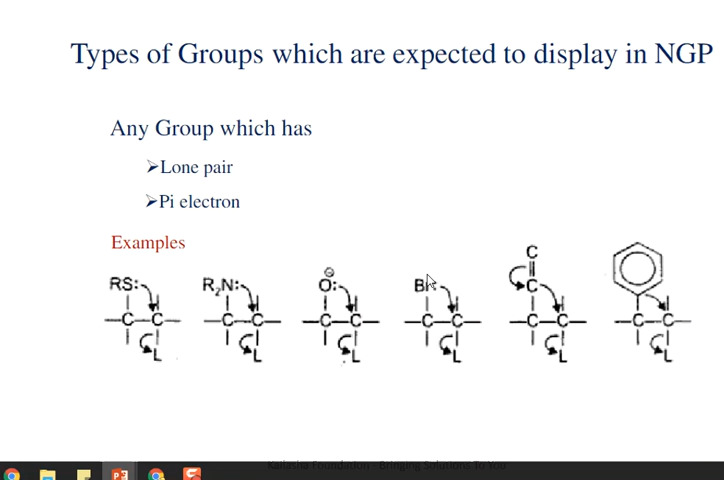 Types of Groups which are expected to display in NGP
Any Group which has
➢Lone pair
➢Pi electron
Examples
C
RS: R₂N: ⊖ O: Br C
—C—C— —C—C— —C—C— —C—C— —C—C— —C—C—
L L L L L L
Kailasha Foundation - Bringing Solutions To You